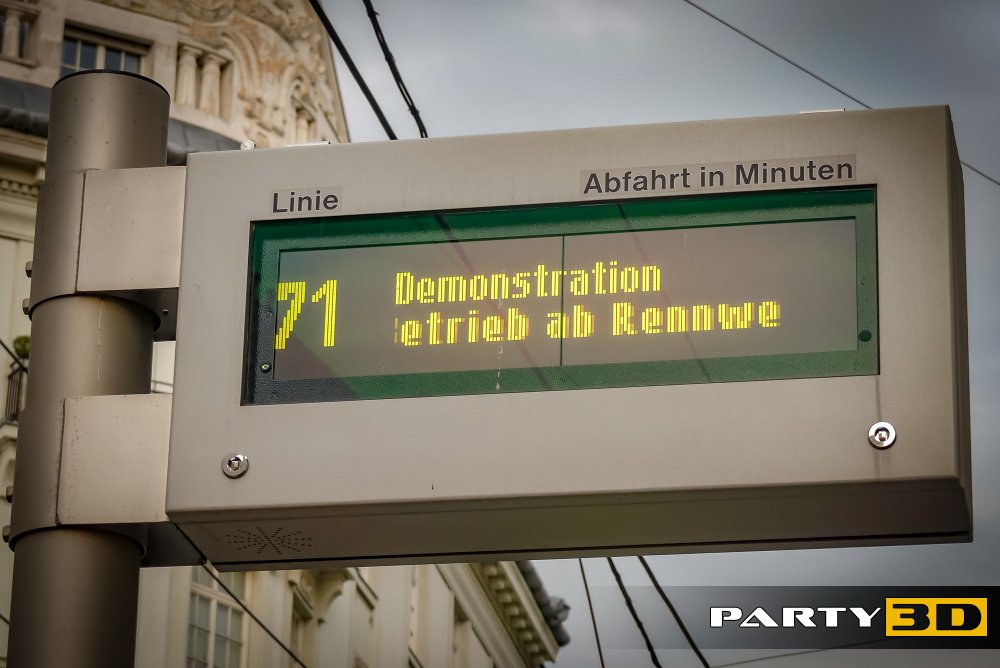 Linie
Abfahrt in Minuten
71
Demonstration
etrieb ab Rennwe
PARTY3D